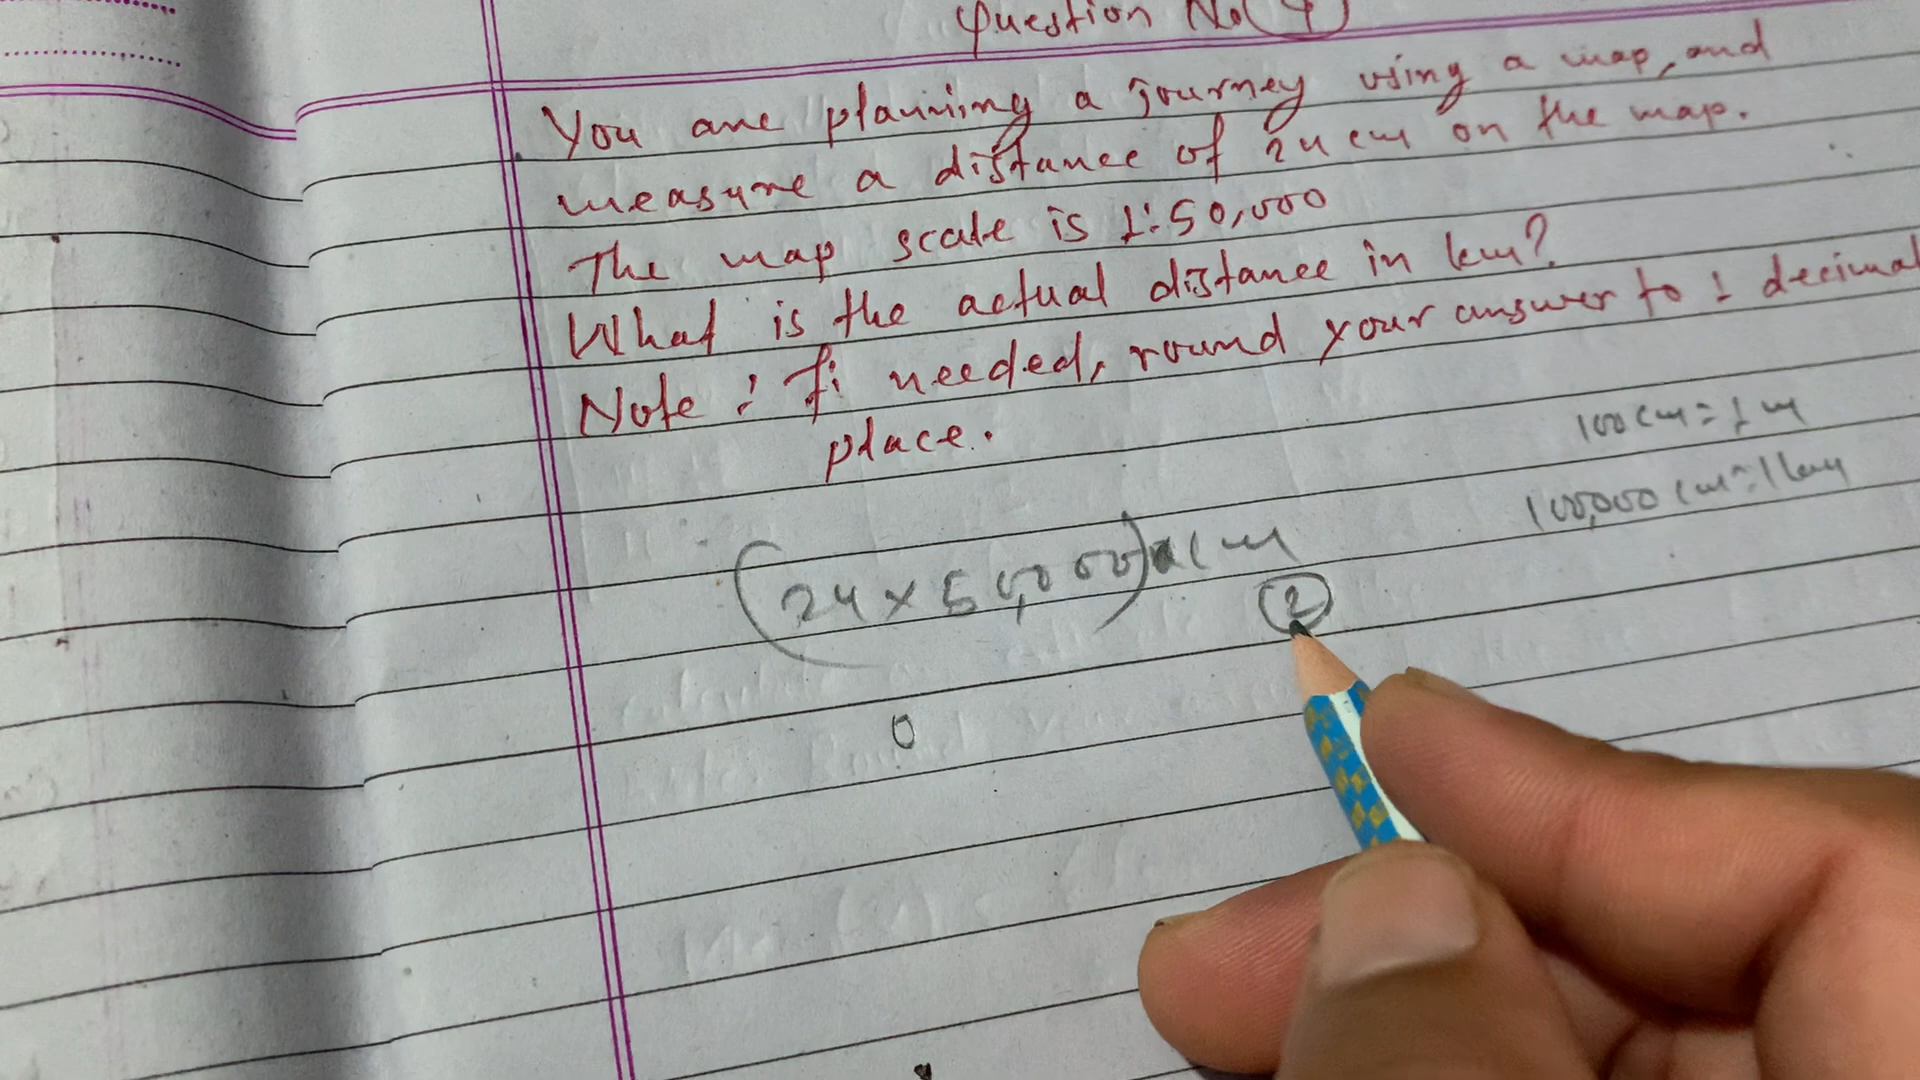 Question No(4)
You are planning a journey using a map, and
measure a distance of 24 cm on the map.
The map scale is 1:50,000
What is the actual distance in km?
Note: If needed, round your answer to 1 decimal
place.
100 cm = 1 m
100,000 cm = 1 km
(24 × 50,000) cm
2
0